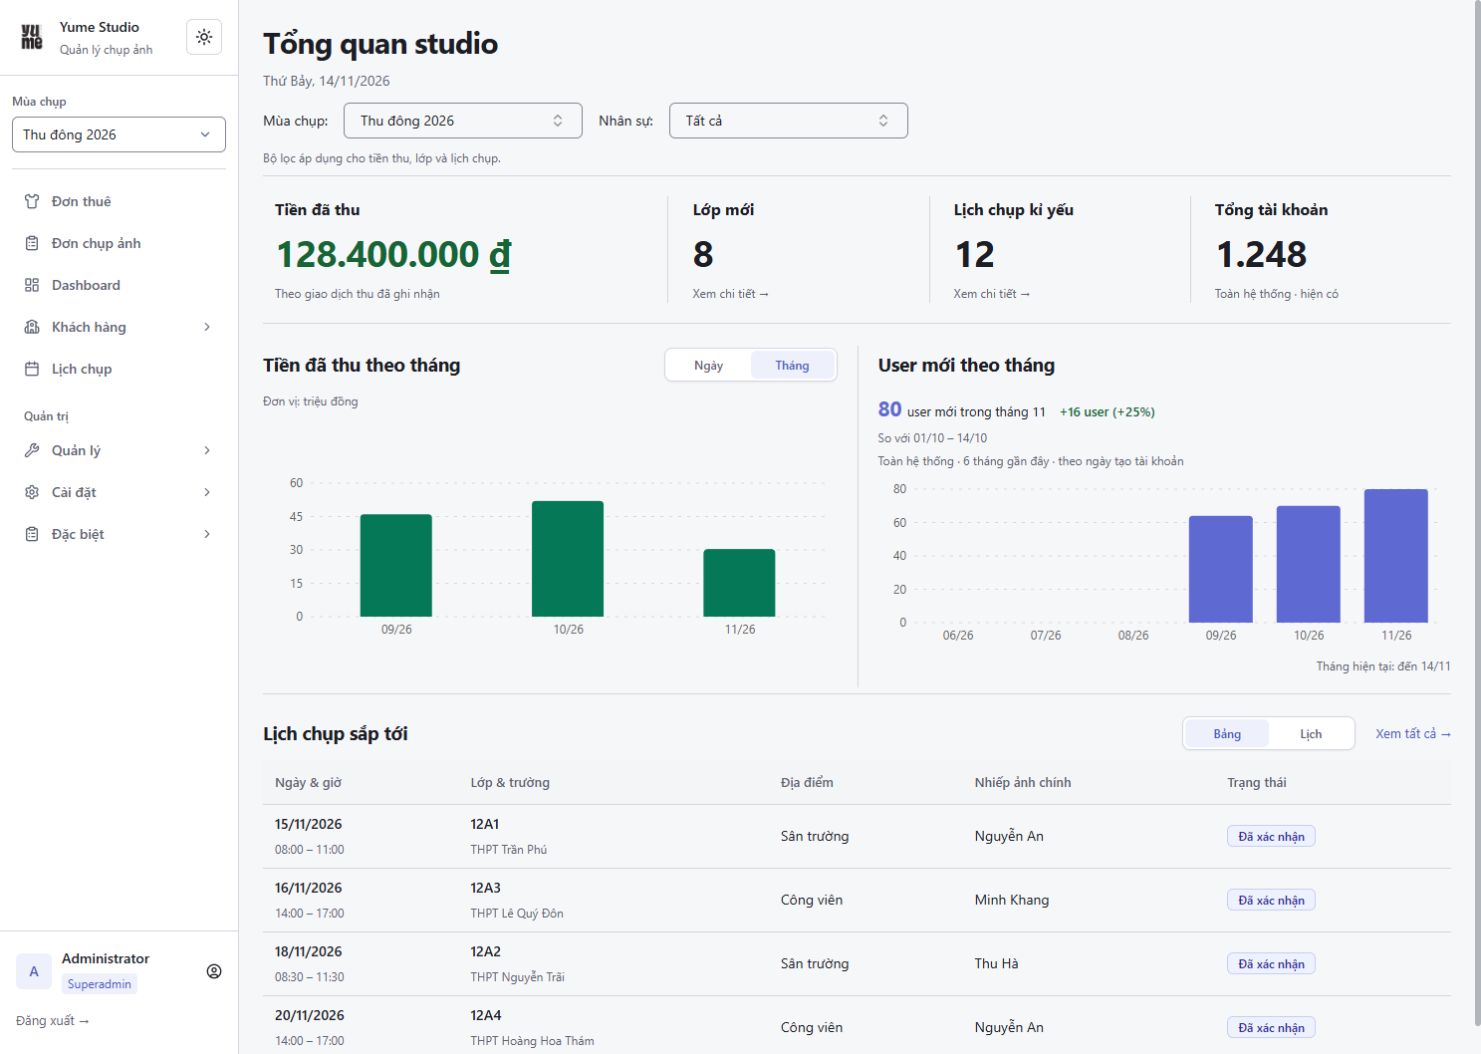 yu
me
Yume Studio
Quản lý chụp ảnh
Mùa chụp
Thu đông 2026
Đơn thuê
Đơn chụp ảnh
Dashboard
Khách hàng
Lịch chụp
Quản trị
Quản lý
Cài đặt
Đặc biệt
A
Administrator
Superadmin
Đăng xuất →
Tổng quan studio
Thứ Bảy, 14/11/2026
Mùa chụp: Thu đông 2026 Nhân sự: Tất cả
Bộ lọc áp dụng cho tiền thu, lớp và lịch chụp.
Tiền đã thu
128.400.000 ₫
Theo giao dịch thu đã ghi nhận
Lớp mới
8
Xem chi tiết →
Lịch chụp kỉ yếu
12
Xem chi tiết →
Tổng tài khoản
1.248
Toàn hệ thống · hiện có
Tiền đã thu theo tháng
Ngày Tháng
Đơn vị: triệu đồng
60
45
30
15
0
09/26 10/26 11/26
User mới theo tháng
80 user mới trong tháng 11 +16 user (+25%)
So với 01/10 – 14/10
Toàn hệ thống · 6 tháng gần đây · theo ngày tạo tài khoản
80
60
40
20
0
06/26 07/26 08/26 09/26 10/26 11/26
Tháng hiện tại: đến 14/11
Lịch chụp sắp tới
Bảng Lịch Xem tất cả →
Ngày & giờ Lớp & trường Địa điểm Nhiếp ảnh chính Trạng thái
15/11/2026 12A1
Sân trường Nguyễn An Đã xác nhận
08:00 – 11:00 THPT Trần Phú
16/11/2026 12A3
Công viên Minh Khang Đã xác nhận
14:00 – 17:00 THPT Lê Quý Đôn
18/11/2026 12A2
Sân trường Thu Hà Đã xác nhận
08:30 – 11:30 THPT Nguyễn Trãi
20/11/2026 12A4
Công viên Nguyễn An Đã xác nhận
14:00 – 17:00 THPT Hoàng Hoa Thám